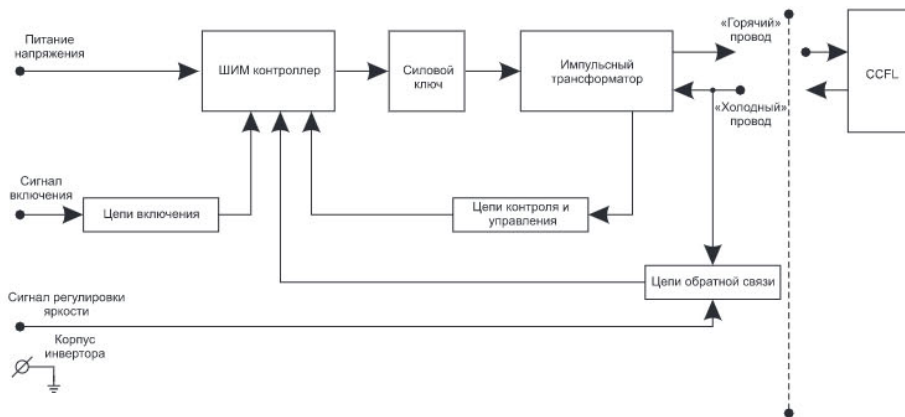 Питание
напряжения
ШИМ контроллер
Силовой
ключ
Импульсный
трансформатор
«Горячий»
провод
CCFL
«Холодный»
провод
Сигнал
включения
Цепи включения
Цепи контроля и
управления
Цепи обратной связи
Сигнал регулировки
яркости
Корпус
инвертора